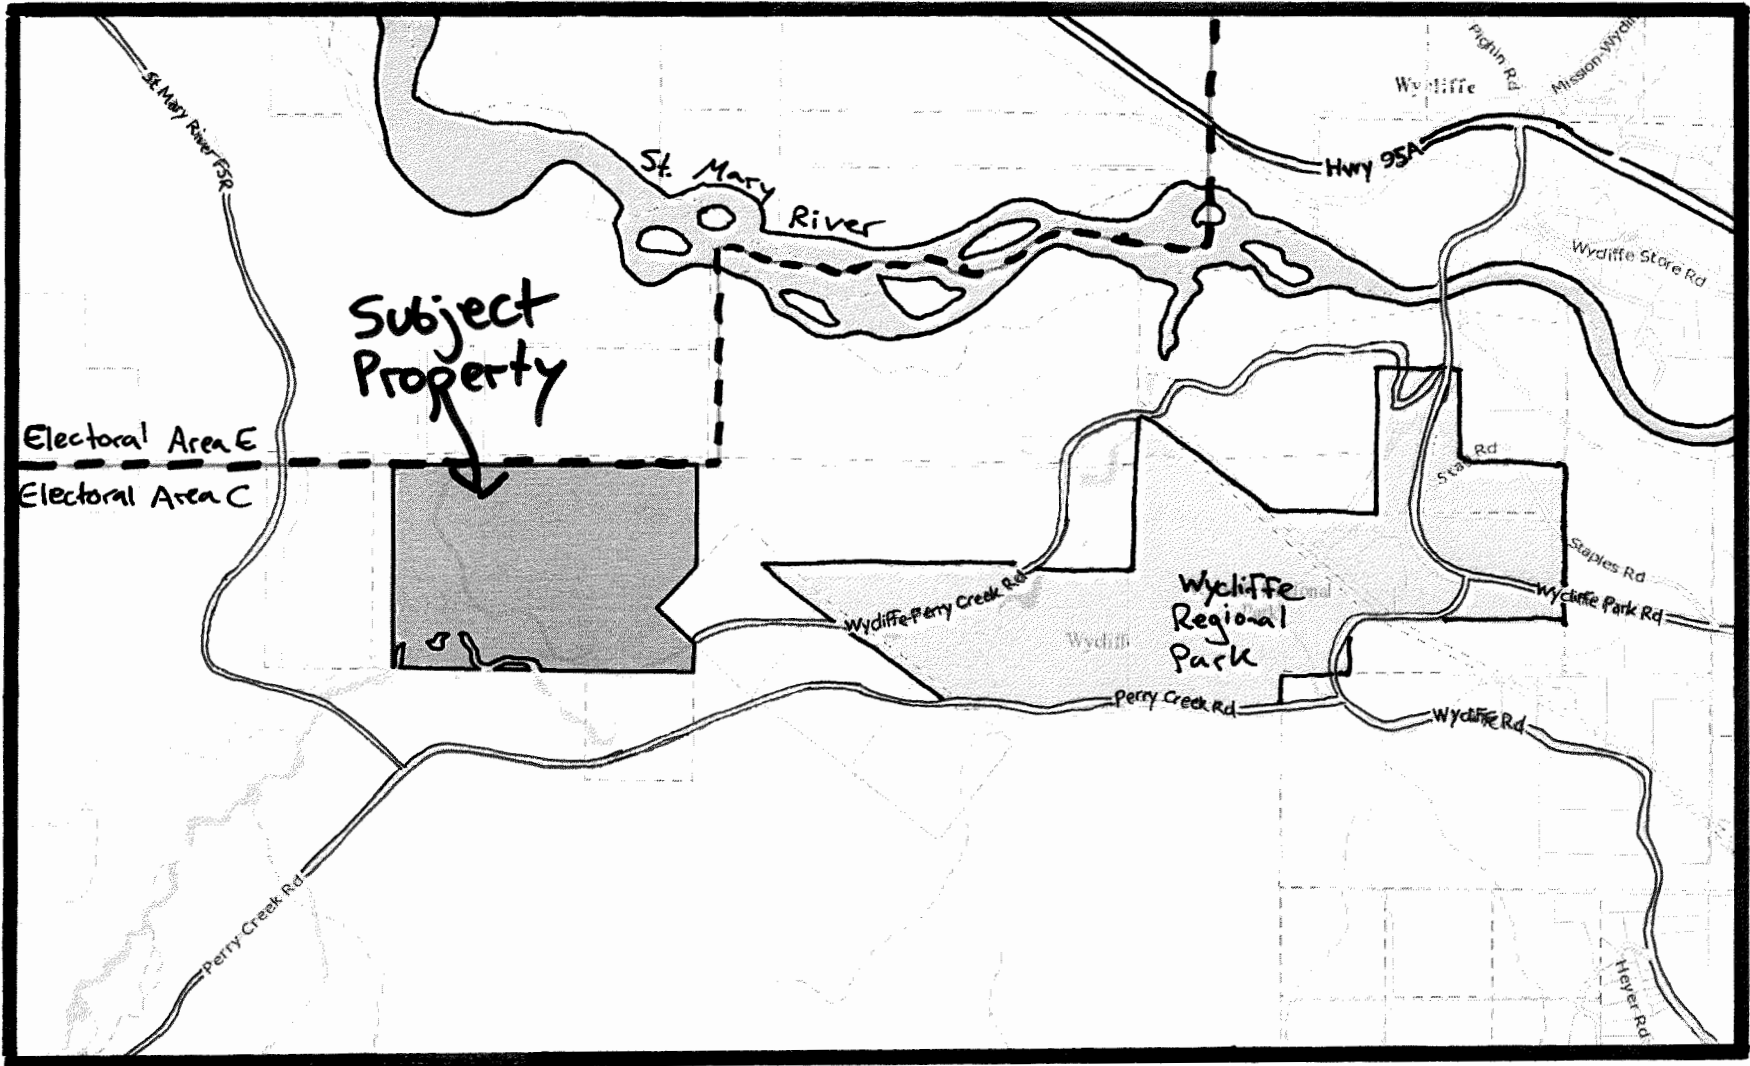 Pighin Rd
Mission-Wycliffe
Wycliffe
St. Mary River FSR
Hwy 95A
St. Mary
River
Wycliffe Store Rd
Subject
Property
Electoral Area E
Electoral Area C
Staples Rd
Wycliffe
Regional
Park
Wycliffe Perry Creek Rd
Wycliffe Park Rd
Perry Creek Rd
Wycliffe Rd
Perry Creek Rd
Heyer Rd